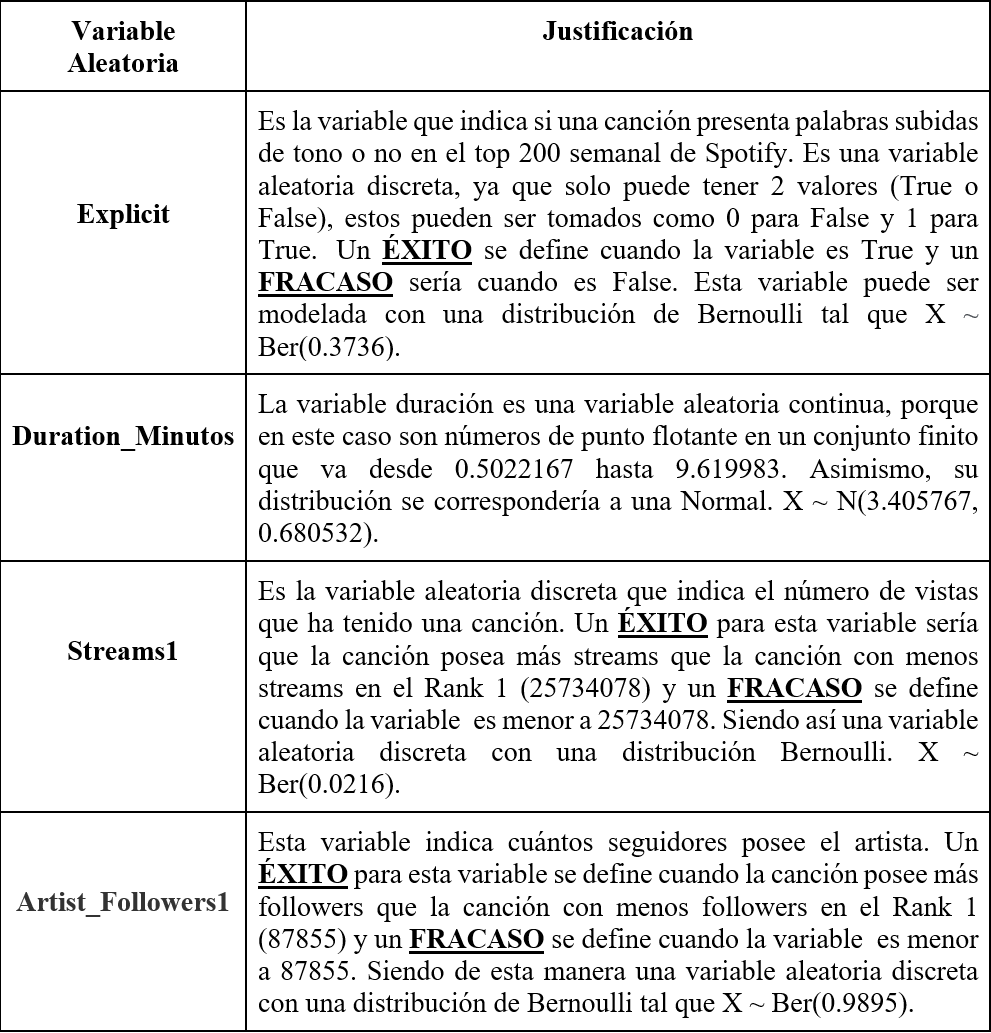 Variable
Aleatoria
Justificación
Explicit
Es la variable que indica si una canción presenta palabras subidas
de tono o no en el top 200 semanal de Spotify. Es una variable
aleatoria discreta, ya que solo puede tener 2 valores (True o
False), estos pueden ser tomados como 0 para False y 1 para
True. Un ÉXITO se define cuando la variable es True y un
FRACASO sería cuando es False. Esta variable puede ser
modelada con una distribución de Bernoulli tal que X ~
Ber(0.3736).
Duration_Minutos
La variable duración es una variable aleatoria continua, porque
en este caso son números de punto flotante en un conjunto finito
que va desde 0.5022167 hasta 9.619983. Asimismo, su
distribución se correspondería a una Normal. X ~ N(3.405767,
0.680532).
Streams1
Es la variable aleatoria discreta que indica el número de vistas
que ha tenido una canción. Un ÉXITO para esta variable sería
que la canción posea más streams que la canción con menos
streams en el Rank 1 (25734078) y un FRACASO se define
cuando la variable es menor a 25734078. Siendo así una variable
aleatoria discreta con una distribución Bernoulli. X ~
Ber(0.0216).
Artist_Followers1
Esta variable indica cuántos seguidores posee el artista. Un
ÉXITO para esta variable se define cuando la canción posee más
followers que la canción con menos followers en el Rank 1
(87855) y un FRACASO se define cuando la variable es menor
a 87855. Siendo de esta manera una variable aleatoria discreta
con una distribución de Bernoulli tal que X ~ Ber(0.9895).